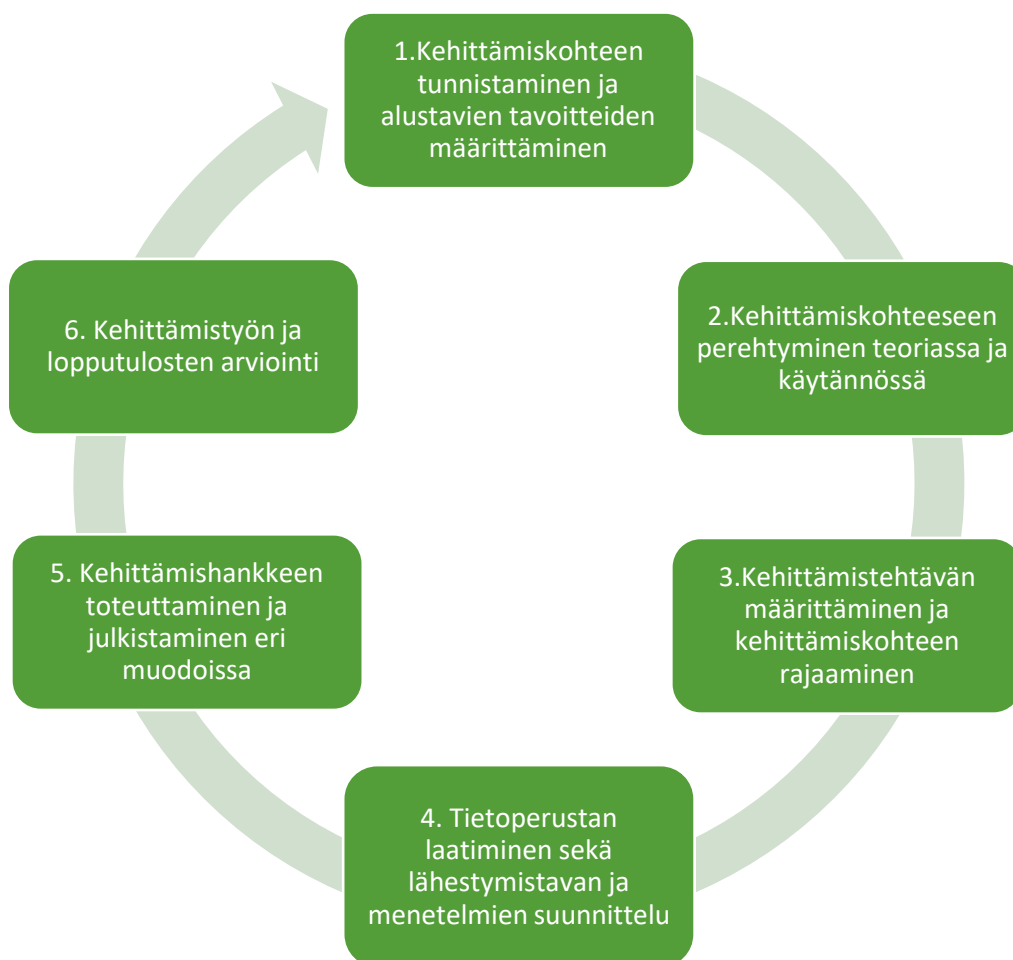 1.Kehittämiskohteen
tunnistaminen ja
alustavien tavoitteiden
määrittäminen
2.Kehittämiskohteeseen
perehtyminen teoriassa ja
käytännössä
3.Kehittämistehtävän
määrittäminen ja
kehittämiskohteen
rajaaminen
4. Tietoperustan
laatiminen sekä
lähestymistavan ja
menetelmien suunnittelu
5. Kehittämishankkeen
toteuttaminen ja
julkistaminen eri
muodoissa
6. Kehittämistyön ja
lopputulosten arviointi